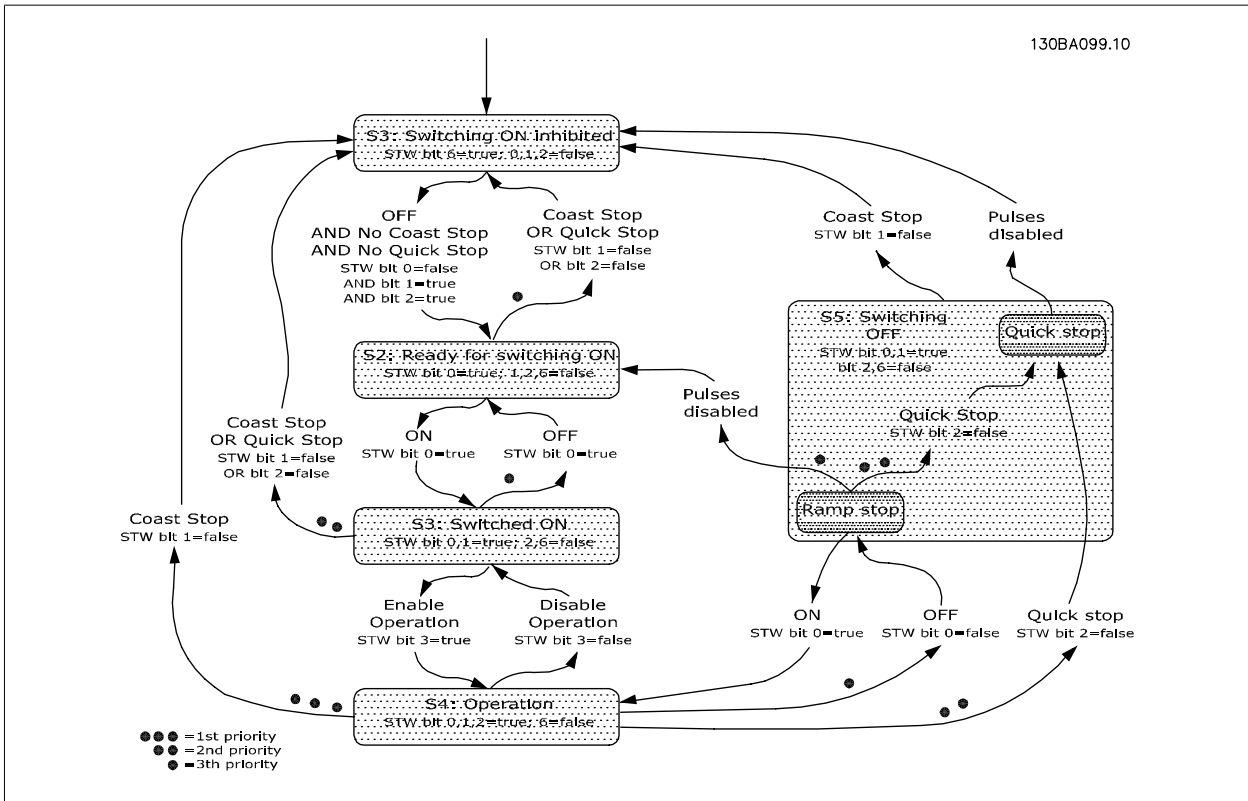 130BA099.10
S3: Switching ON Inhibited
STW bit 6=true; 0,1,2=false
OFF
AND No Coast Stop
AND No Quick Stop
STW bit 0=false
AND bit 1=true
AND bit 2=true
Coast Stop
OR Quick Stop
STW bit 1=false
OR bit 2=false
Coast Stop
STW bit 1=false
Pulses
disabled
S2: Ready for switching ON
STW bit 0=true; 1,2,6=false
S5: Switching
OFF
STW bit 0,1=true
bit 2,6=false
Quick stop
Pulses
disabled
Quick Stop
STW bit 2=false
Ramp stop
Coast Stop
OR Quick Stop
STW bit 1=false
OR bit 2=false
ON
STW bit 0=true
OFF
STW bit 0=true
Coast Stop
STW bit 1=false
S3: Switched ON
STW bit 0,1=true; 2,6=false
Enable
Operation
STW bit 3=true
Disable
Operation
STW bit 3=false
ON
STW bit 0=true
OFF
STW bit 0=false
Quick stop
STW bit 2=false
S4: Operation
STW bit 0,1,2=true; 6=false
=1st priority
=2nd priority
=3th priority